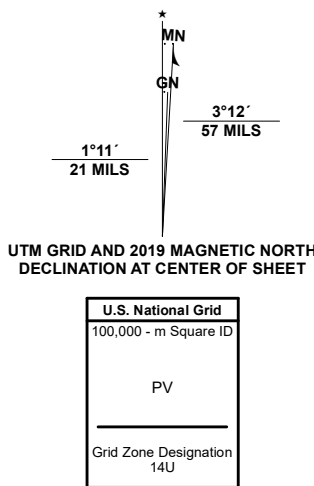 ★
MN
GN
3°12´
57 MILS
1°11´
21 MILS
UTM GRID AND 2019 MAGNETIC NORTH
DECLINATION AT CENTER OF SHEET
U.S. National Grid
100,000 - m Square ID
PV
Grid Zone Designation
14U